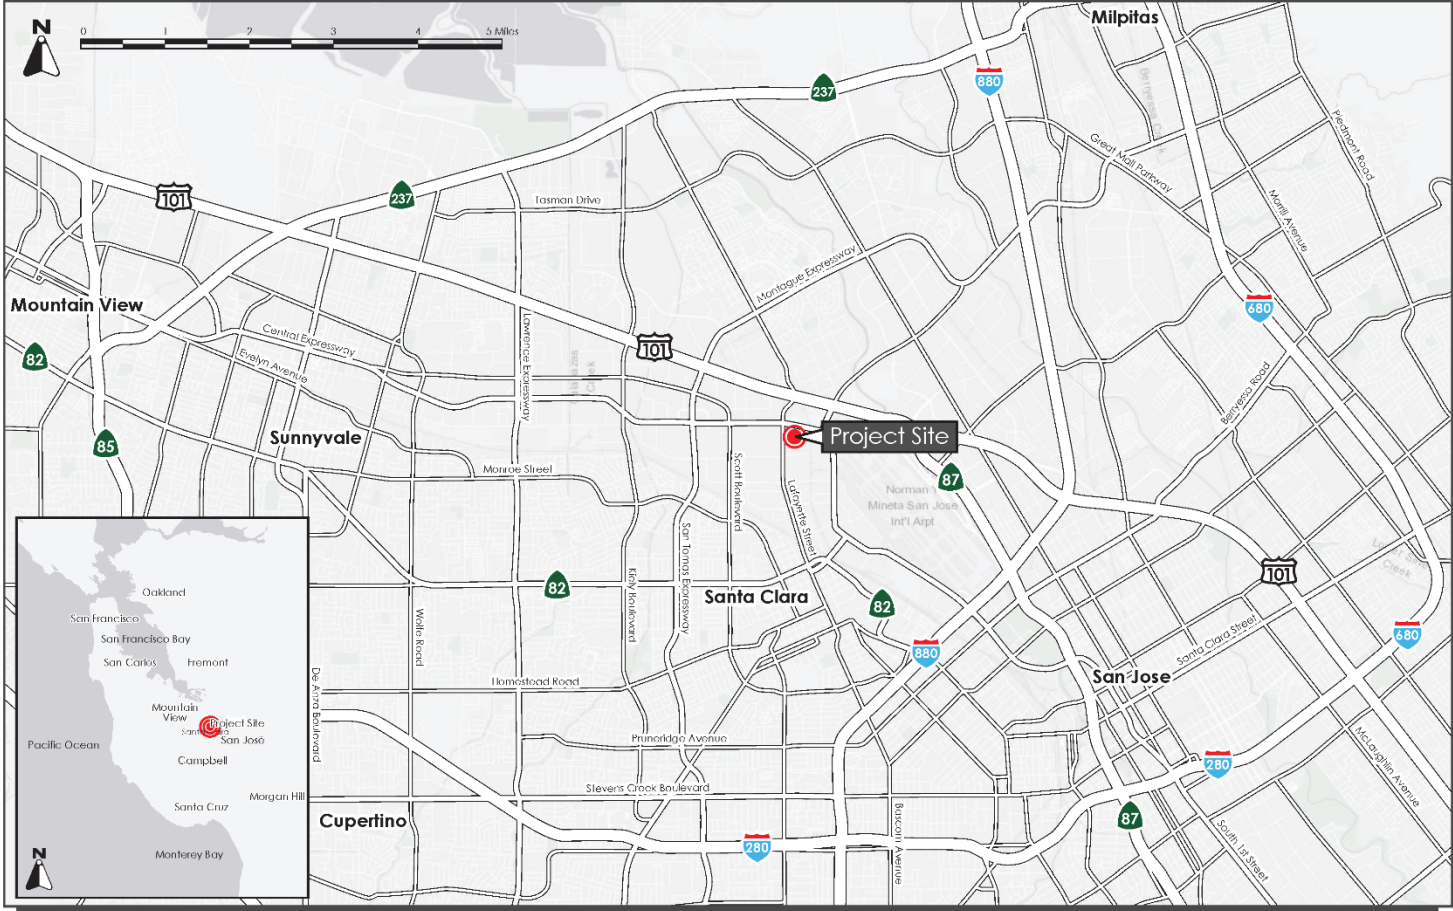 N
0 1 2 3 4 5 Miles
Milpitas
237
880
Berryessa Creek
Piedmont Road
Great Mall Parkway
101
237
Tasman Drive
Morrill Avenue
Montague Expressway
Mountain View
680
Central Expressway
Lawrence Expressway
101
82
Evelyn Avenue
Creek
Berryessa Road
Sunnyvale
Project Site
85
Monroe Street
Scott Boulevard
Lafayette Street
87
Norman Y
Mineta San Jose
Int'l Arpt
San Tomas Expressway
Creek
101
82
Kiely Boulevard
Santa Clara
82
Wolfe Road
Santa Clara Street
680
880
Homestead Road
San Jose
De Anza Boulevard
Pruneridge Avenue
McLaughlin Avenue
280
Stevens Creek Boulevard
Cupertino
Bascom Avenue
87
280
South 1st Street
Oakland
San Francisco
San Francisco Bay
San Carlos
Fremont
Mountain
View
Project Site
San José
Pacific Ocean
Campbell
Morgan Hill
Santa Cruz
Monterey Bay
N